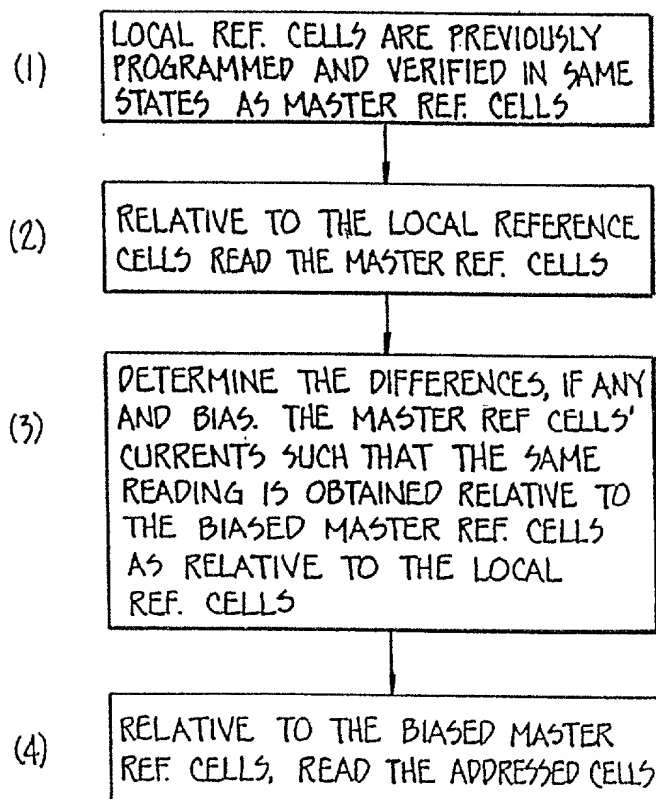 (1)
LOCAL REF. CELLS ARE PREVIOUSLY
PROGRAMMED AND VERIFIED IN SAME
STATES AS MASTER REF. CELLS
(2)
RELATIVE TO THE LOCAL REFERENCE
CELLS READ THE MASTER REF. CELLS
(3)
DETERMINE THE DIFFERENCES, IF ANY
AND BIAS. THE MASTER REF CELLS'
CURRENTS SUCH THAT THE SAME
READING IS OBTAINED RELATIVE TO
THE BIASED MASTER REF. CELLS
AS RELATIVE TO THE LOCAL
REF. CELLS
(4)
RELATIVE TO THE BIASED MASTER
REF. CELLS, READ THE ADDRESSED CELLS